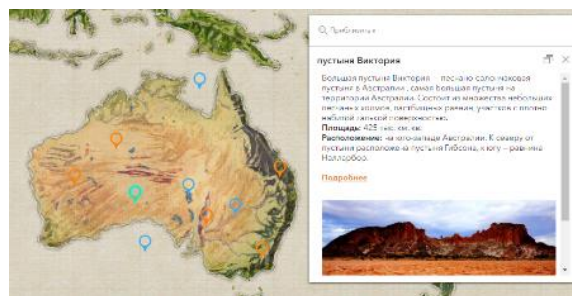 Приблизить к
пустыня Виктория
Большая пустыня Виктория – песчано-солончаковая
пустыня в Австралии, самая большая пустыня на
территории Австралии. Состоит из множества небольших
песчаных холмов, пастбищных равнин, участков с плотно
набитой галькой поверхностью.
Площадь: 425 тыс. км. кв.
Расположение: на юго-западе Австралии. К северу от
пустыни расположена пустыня Гибсона, к югу – равнина
Налларбор.
Подробнее